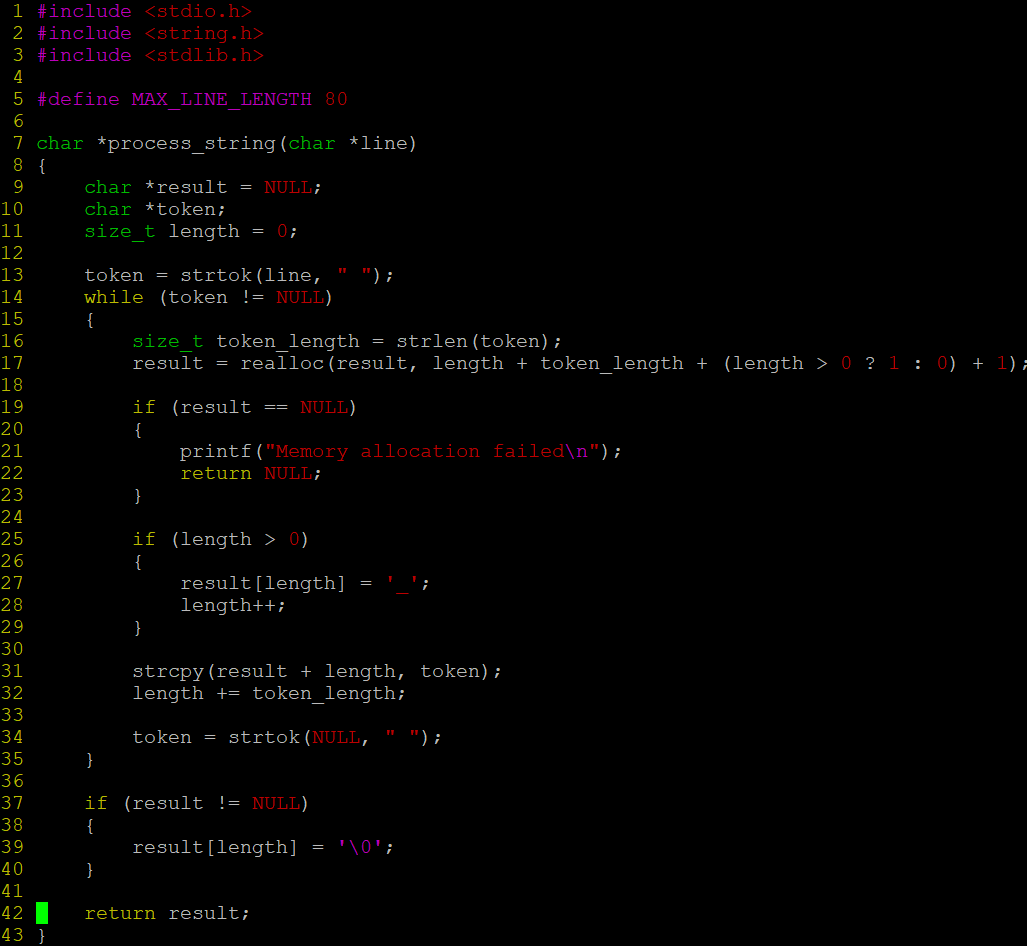 1 #include <stdio.h>
2 #include <string.h>
3 #include <stdlib.h>
4
5 #define MAX_LINE_LENGTH 80
6
7 char *process_string(char *line)
8 {
9     char *result = NULL;
10     char *token;
11     size_t length = 0;
12
13     token = strtok(line, " ");
14     while (token != NULL)
15     {
16         size_t token_length = strlen(token);
17         result = realloc(result, length + token_length + (length > 0 ? 1 : 0) + 1);
18
19         if (result == NULL)
20         {
21             printf("Memory allocation failed\n");
22             return NULL;
23         }
24
25         if (length > 0)
26         {
27             result[length] = '_';
28             length++;
29         }
30
31         strcpy(result + length, token);
32         length += token_length;
33
34         token = strtok(NULL, " ");
35     }
36
37     if (result != NULL)
38     {
39         result[length] = '\0';
40     }
41
42     return result;
43 }